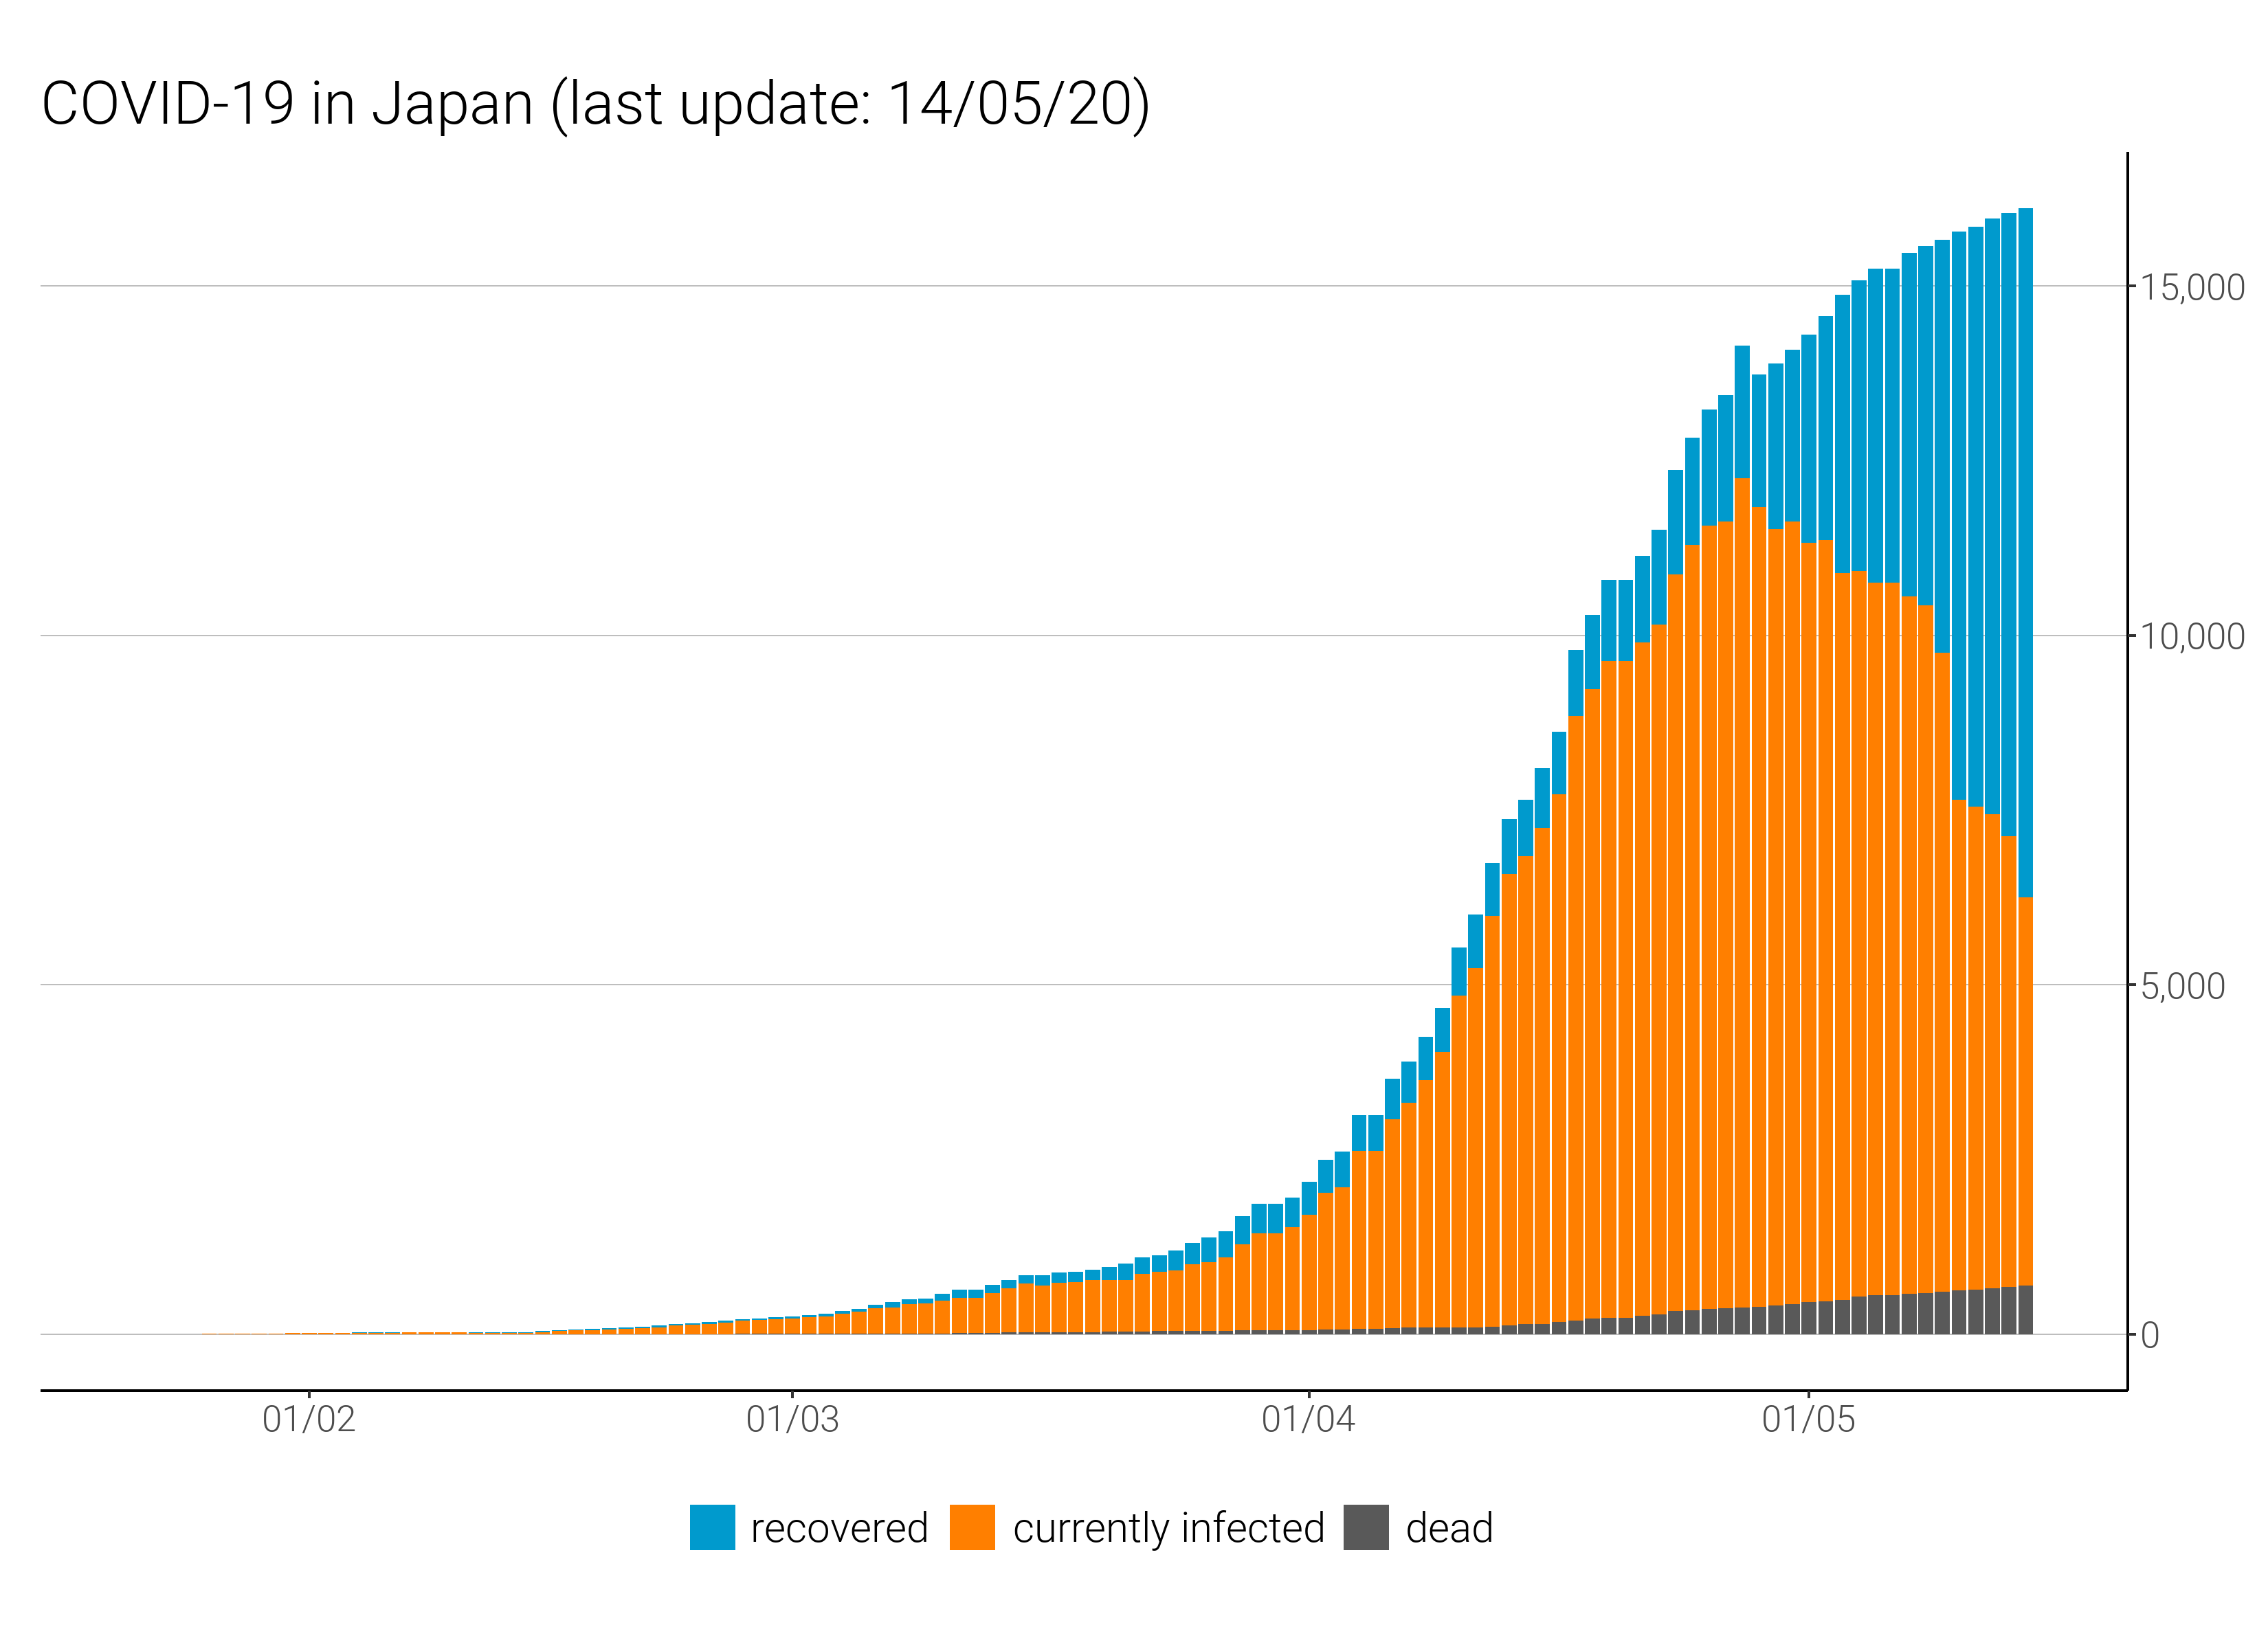 COVID-19 in Japan (last update: 14/05/20)
15,000
10,000
5,000
0
01/02 01/03 01/04 01/05
recovered currently infected dead